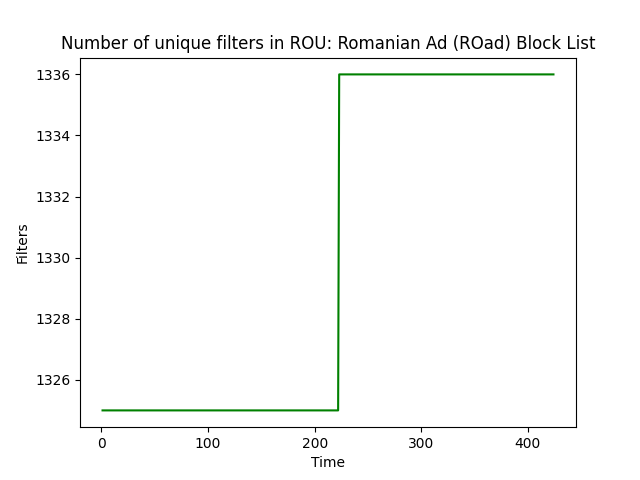 Number of unique filters in ROU: Romanian Ad (ROad) Block List
1336
1334
1332
1330
1328
1326
Filters
0 100 200 300 400
Time